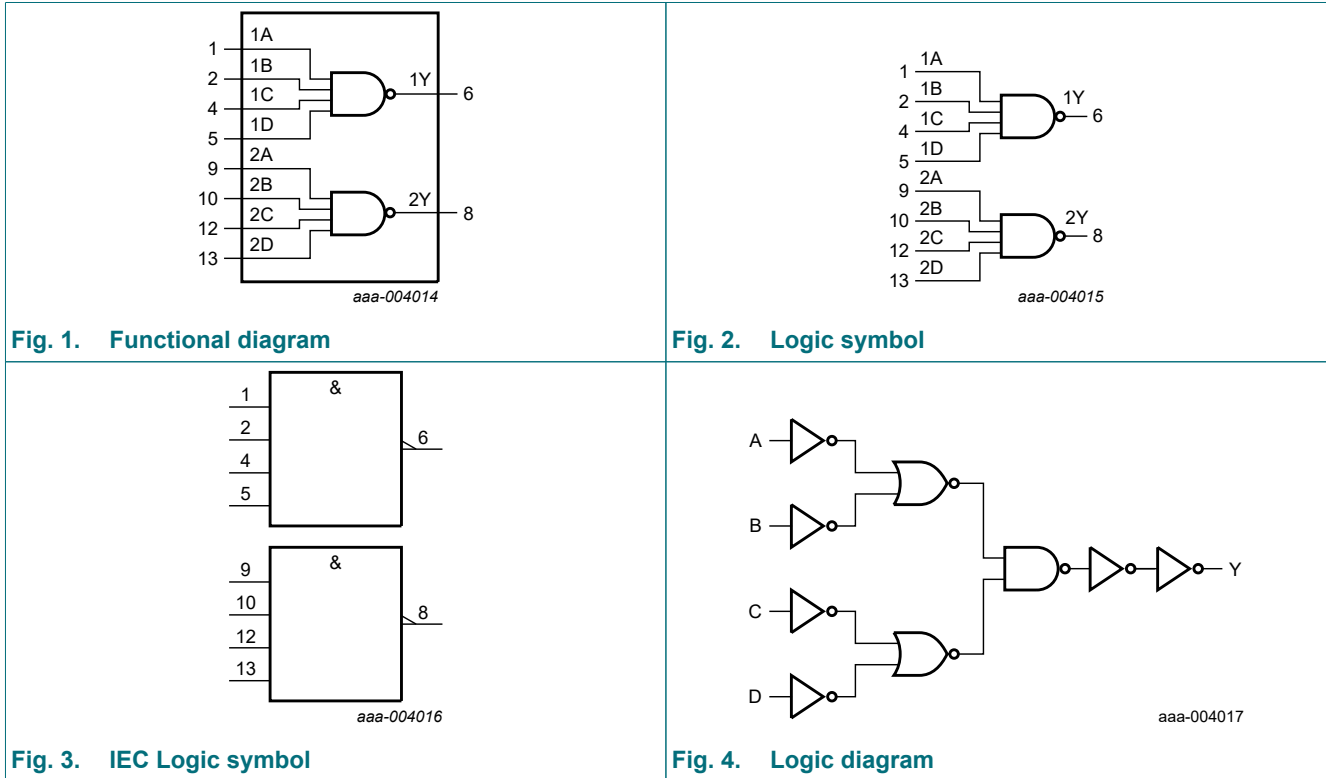 1A
1
1B
2
1C
4
1D
5
1Y
6
2A
9
2B
10
2C
12
2D
13
2Y
8
aaa-004014
Fig. 1. Functional diagram
1A
1
1B
2
1C
4
1D
5
1Y
6
2A
9
2B
10
2C
12
2D
13
2Y
8
aaa-004015
Fig. 2. Logic symbol
&
1
2
4
5
6
&
9
10
12
13
8
aaa-004016
Fig. 3. IEC Logic symbol
A
B
C
D
Y
aaa-004017
Fig. 4. Logic diagram